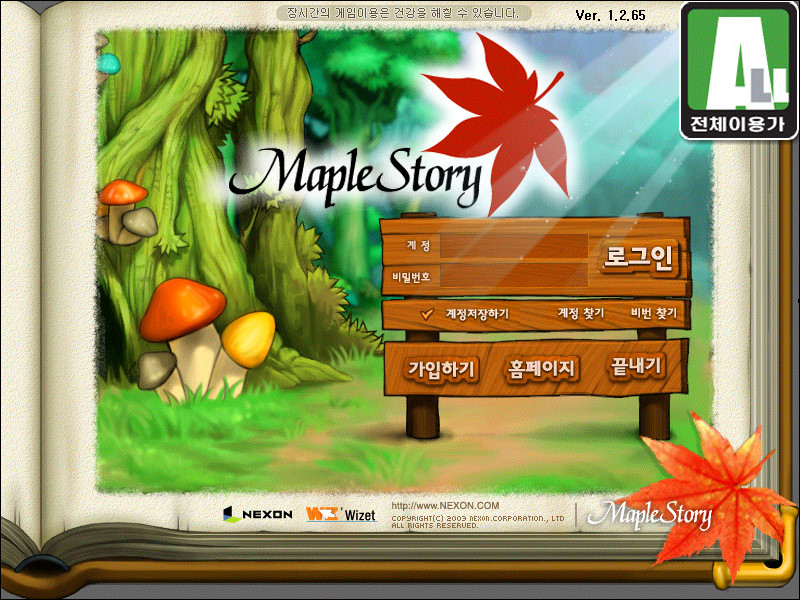 장시간의 게임이용은 건강을 해칠 수 있습니다.
Ver. 1.2.65
ALL
전체이용가
MapleStory
계 정
로그인
비밀번호
계정저장하기 계정 찾기 비번 찾기
가입하기 홈페이지 끝내기
NEXON Wizet
http://www.NEXON.COM
COPYRIGHT(C) 2003 NEXON.CORPORATION., LTD
ALL RIGHTS RESERVED.
MapleStory